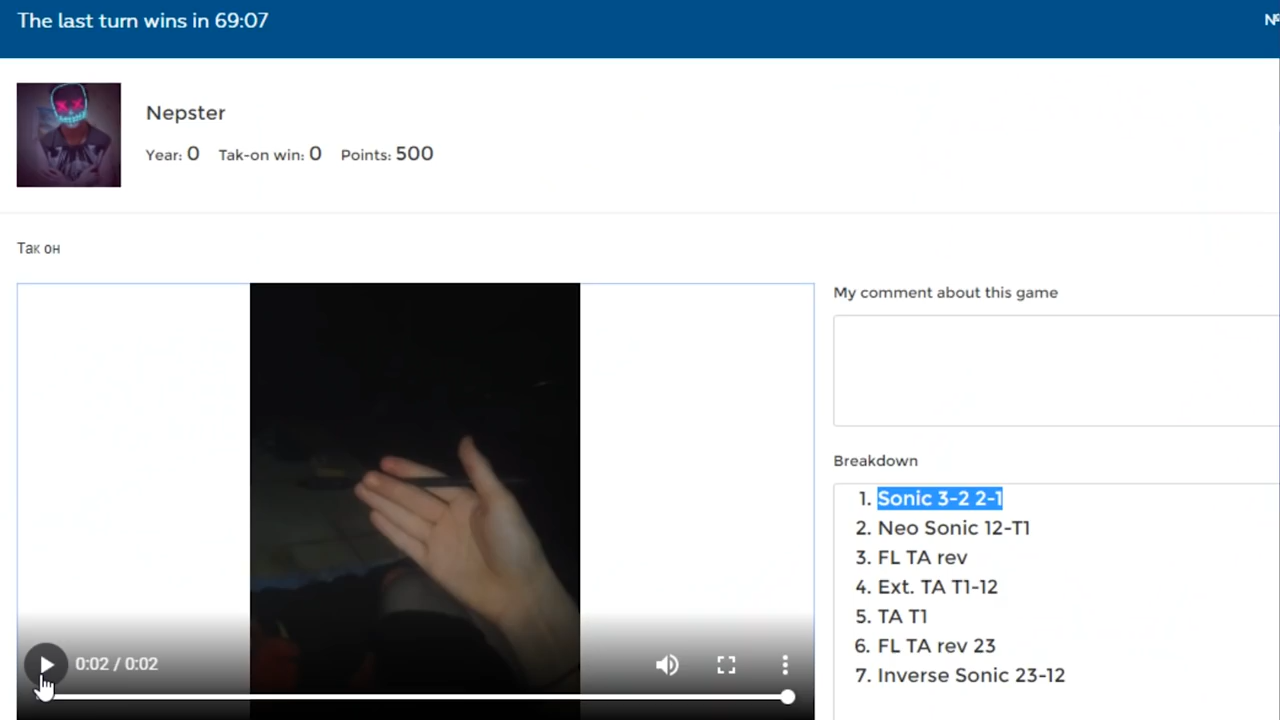 The last turn wins in 69:07
Nepster
Year: 0 Tak-on win: 0 Points: 500
Так он
My comment about this game
Breakdown
1. Sonic 3-2 2-1
2. Neo Sonic 12-T1
3. FL TA rev
4. Ext. TA T1-12
5. TA T1
6. FL TA rev 23
7. Inverse Sonic 23-12
0:02 / 0:02